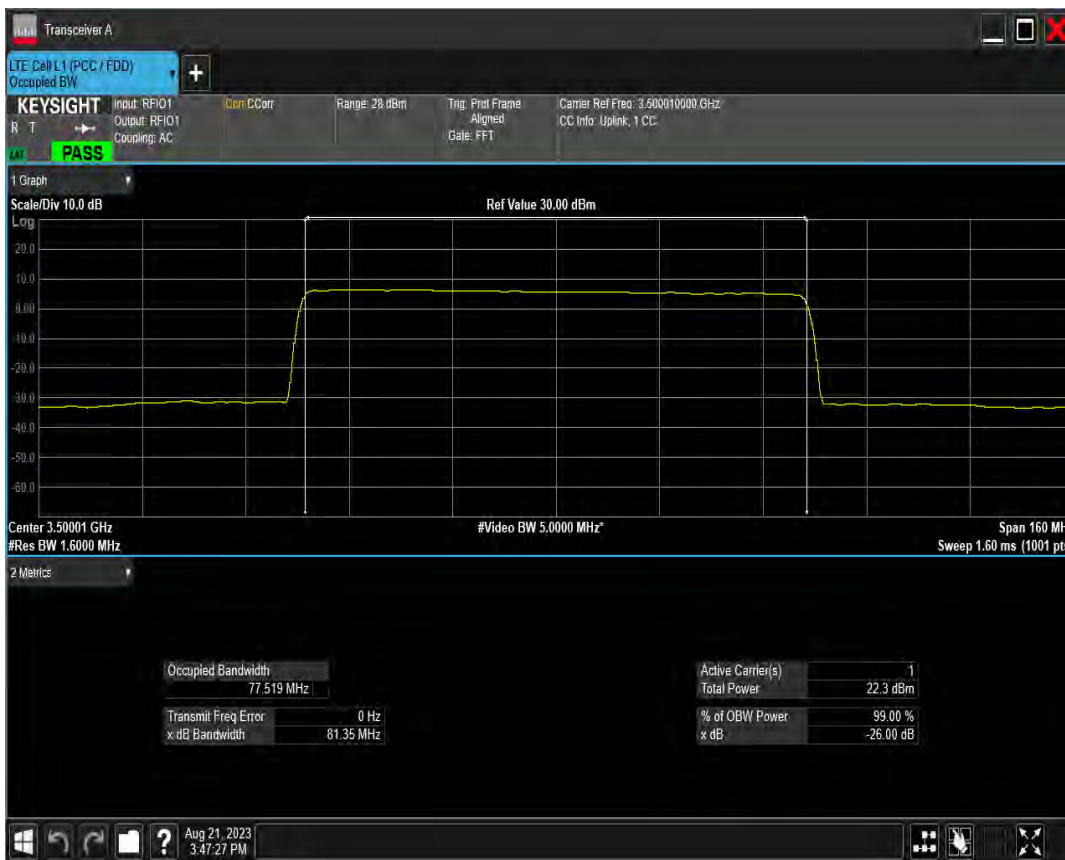 Transceiver A
LTE Cell L1 (PCC / FDD)
Occupied BW
+
KEYSIGHT
R T
PASS
Input: RFIO1
Output: RFIO1
Coupling: AC
Corr CCorr
Range: 28 dBm
Trig: Prot Frame
Aligned
Gate: FFT
Carrier Ref Freq: 3.500010000 GHz
CC Info: Uplink, 1 CC
1 Graph
Scale/Div 10.0 dB
Ref Value 30.00 dBm
Log
20.0
10.0
0.00
-10.0
-20.0
-30.0
-40.0
-50.0
-60.0
Center 3.50001 GHz
#Video BW 5.0000 MHz*
Span 160 MH
#Res BW 1.6000 MHz
Sweep 1.60 ms (1001 pts
2 Metrics
Occupied Bandwidth
77.519 MHz
Transmit Freq Error 0 Hz
x dB Bandwidth 81.35 MHz
Active Carrier(s) 1
Total Power 22.3 dBm
% of OBW Power 99.00 %
x dB -26.00 dB
?
Aug 21, 2023
3:47:27 PM